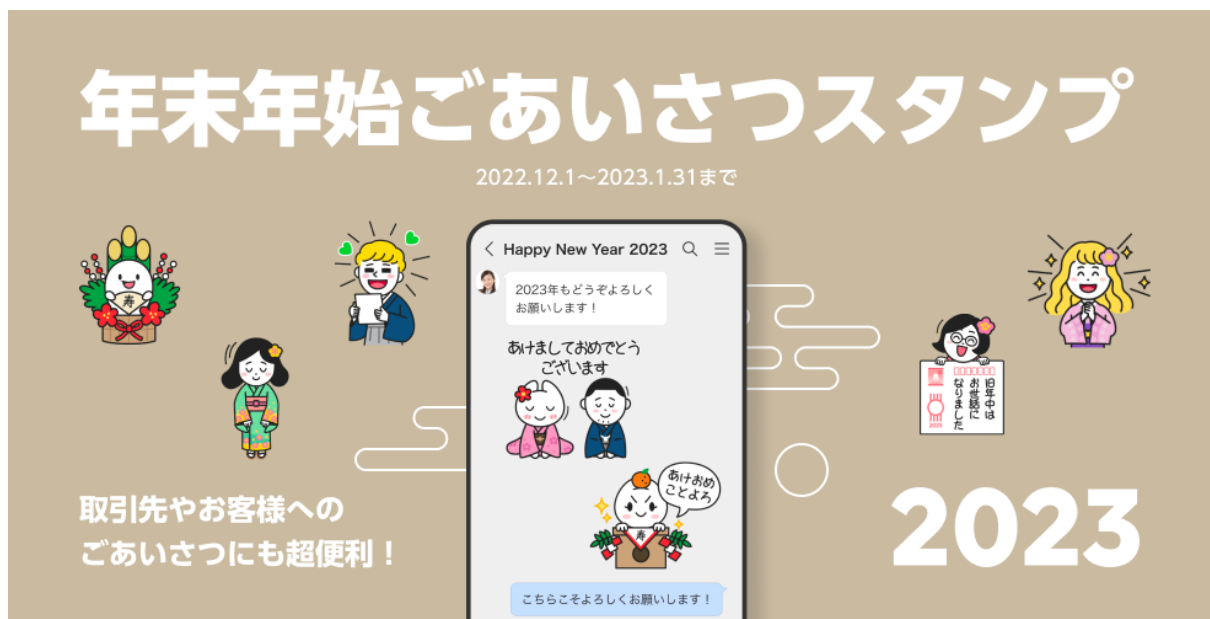 年末年始ごあいさつスタンプ
2022.12.1〜2023.1.31まで
Happy New Year 2023
2023年もどうぞよろしく
お願いします！
あけましておめでとう
ございます
寿
旧年中は
お世話に
なりました
2023
あけおめ
ことよろ
寿
こちらこそよろしくお願いします！
取引先やお客様への
ごあいさつにも超便利！
2023